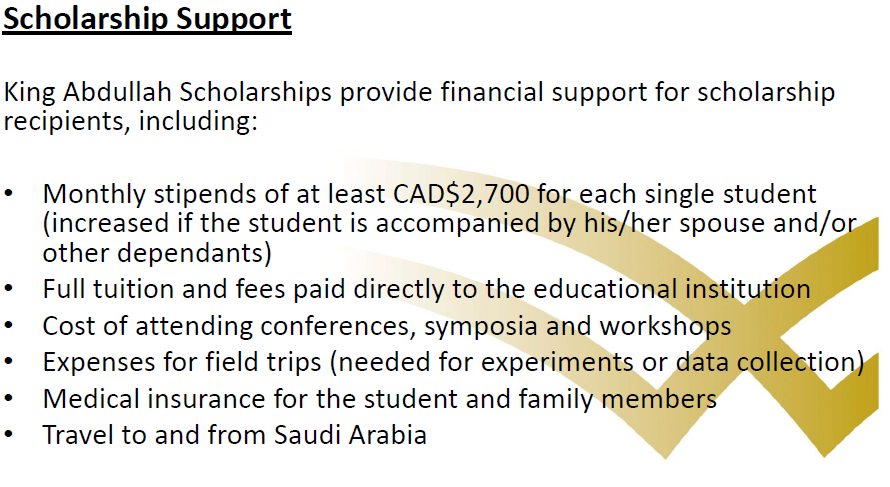 Scholarship Support
King Abdullah Scholarships provide financial support for scholarship
recipients, including:
• Monthly stipends of at least CAD$2,700 for each single student
(increased if the student is accompanied by his/her spouse and/or
other dependants)
• Full tuition and fees paid directly to the educational institution
• Cost of attending conferences, symposia and workshops
• Expenses for field trips (needed for experiments or data collection)
• Medical insurance for the student and family members
• Travel to and from Saudi Arabia